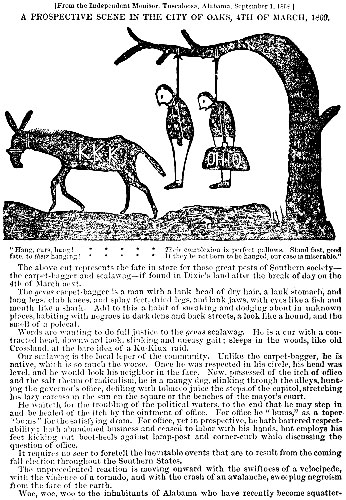 [From the Independent Monitor, Tuscaloosa, Alabama, September 1, 1868.]
A PROSPECTIVE SCENE IN THE CITY OF OAKS, 4TH OF MARCH, 1869.
KKK
OHIO
"Hang, curs, hang! * * * * * Their complexion is perfect gallows. Stand fast, good
fate, to their hanging! * * * * * If they be not born to be hanged, our case is miserable."
The above cut represents the fate in store for those great pests of Southern society—
the carpet-bagger and scalawag—if found in Dixie's land after the break of day on the
4th of March next.
The genus carpet-bagger is a man with a lank head of dry hair, a lank stomach, and
long legs, club knees, and splay feet, dried legs, and lank jaws, with eyes like a fish and
mouth like a shark. Add to this a habit of sneaking and dodging about in unknown
places, habiting with negroes in dark dens and back streets, a look like a hound, and the
smell of a polecat.
Words are wanting to do full justice to the genus scalawag. He is a cur with a con-
tracted head, downward look, slinking and uneasy gait; sleeps in the woods, like old
Crossland, at the bare idea of a Ku-Klux raid.
Our scalawag is the local leper of the community. Unlike the carpet-bagger, he is
native, which is so much the worse. Once he was respected in his circle, his head was
level, and he would look his neighbor in the face. Now, possessed of the itch of office
and the salt rheum of radicalism, he is a mangy dog, slinking through the alleys, hunt-
ing the governor's office, defiling with tobacco juice the steps of the capitol, stretching
his lazy carcass in the sun on the square or the benches of the mayor's court.
He waiteth for the troubling of the political waters, to the end that he may step in
and be healed of the itch by the ointment of office. For office he "bums," as a toper
"bums" for the satisfying dram. For office, yet in prospective, he hath bartered respect-
ability; hath abandoned business and ceased to labor with his hands, but employs his
feet kicking out boot-heels against lamp-post and corner-curb while discussing the
question of office.
It requires no seer to foretell the inevitable events that are to result from the coming
fall election throughout the Southern States.
The unprecedented reaction is moving onward with the swiftness of a velocipede,
with the violence of a tornado, and with the crash of an avalanche, sweeping negroism
from the face of the earth.
Woe, woe, woe to the inhabitants of Alabama who have recently become squatter-